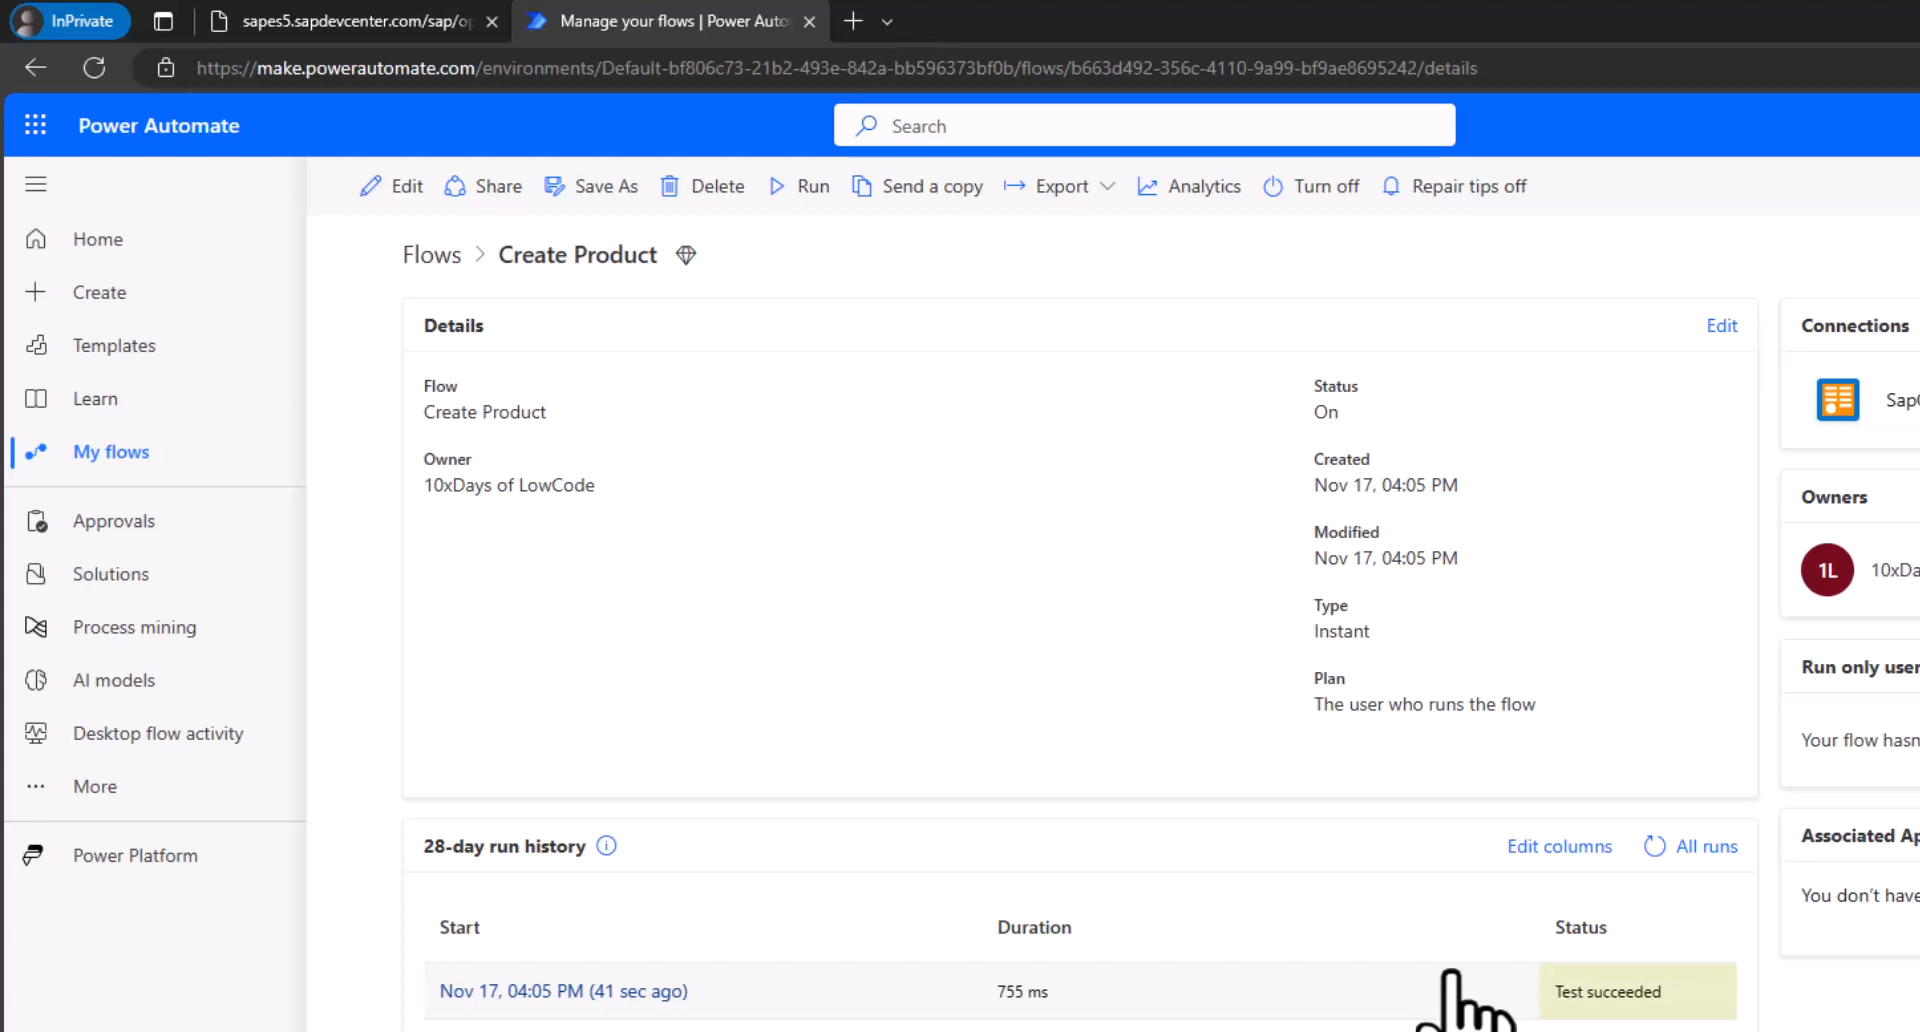 InPrivate
sapes5.sapdevcenter.com/sap/op
Manage your flows | Power Auto
https://make.powerautomate.com/environments/Default-bf806c73-21b2-493e-842a-bb596373bf0b/flows/b663d492-356c-4110-9a99-bf9ae8695242/details
Power Automate
Search
Edit
Share
Save As
Delete
Run
Send a copy
Export
Analytics
Turn off
Repair tips off
Home
Create
Templates
Learn
My flows
Approvals
Solutions
Process mining
AI models
Desktop flow activity
More
Power Platform
Flows > Create Product
Details
Edit
Flow
Create Product
Owner
10xDays of LowCode
Status
On
Created
Nov 17, 04:05 PM
Modified
Nov 17, 04:05 PM
Type
Instant
Plan
The user who runs the flow
28-day run history
Edit columns
All runs
Start
Duration
Status
Nov 17, 04:05 PM (41 sec ago)
755 ms
Test succeeded
Connections
Sap
Owners
1L
10xDa
Run only user
Your flow hasn
Associated Ap
You don't have